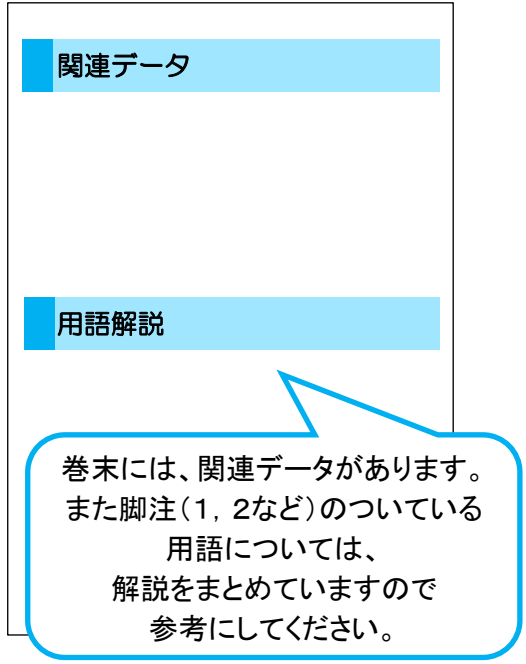 関連データ
用語解説
巻末には、関連データがあります。
また脚注(1，2など)のついている
用語については、
解説をまとめていますので
参考にしてください。